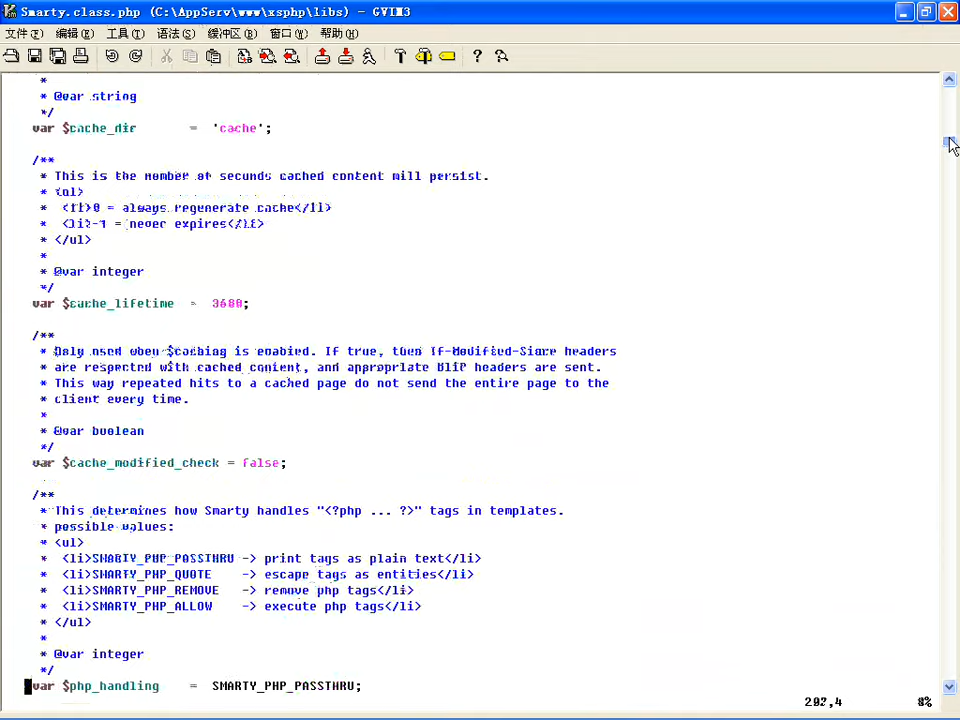 Smarty.class.php (C:\AppServ\www\xsphp\libs) - GVIM3
文件(F) 编辑(E) 工具(T) 语法(S) 缓冲区(B) 窗口(W) 帮助(H)
*
* @var string
*/
var $cache_dir = 'cache';
/**
* This is the number of seconds cached content will persist.
* <ul>
* <li>0 = always regenerate cache</li>
* <li>-1 = never expires</li>
* </ul>
*
* @var integer
*/
var $cache_lifetime = 3600;
/**
* Only used when $caching is enabled. If true, then If-Modified-Since headers
* are respected with cached content, and appropriate HTTP headers are sent.
* This way repeated hits to a cached page do not send the entire page to the
* client every time.
*
* @var boolean
*/
var $cache_modified_check = false;
/**
* This determines how Smarty handles "<?php ... ?>" tags in templates.
* possible values:
* <ul>
* <li>SMARTY_PHP_PASSTHRU -> print tags as plain text</li>
* <li>SMARTY_PHP_QUOTE -> escape tags as entities</li>
* <li>SMARTY_PHP_REMOVE -> remove php tags</li>
* <li>SMARTY_PHP_ALLOW -> execute php tags</li>
* </ul>
*
* @var integer
*/
var $php_handling = SMARTY_PHP_PASSTHRU;
8%